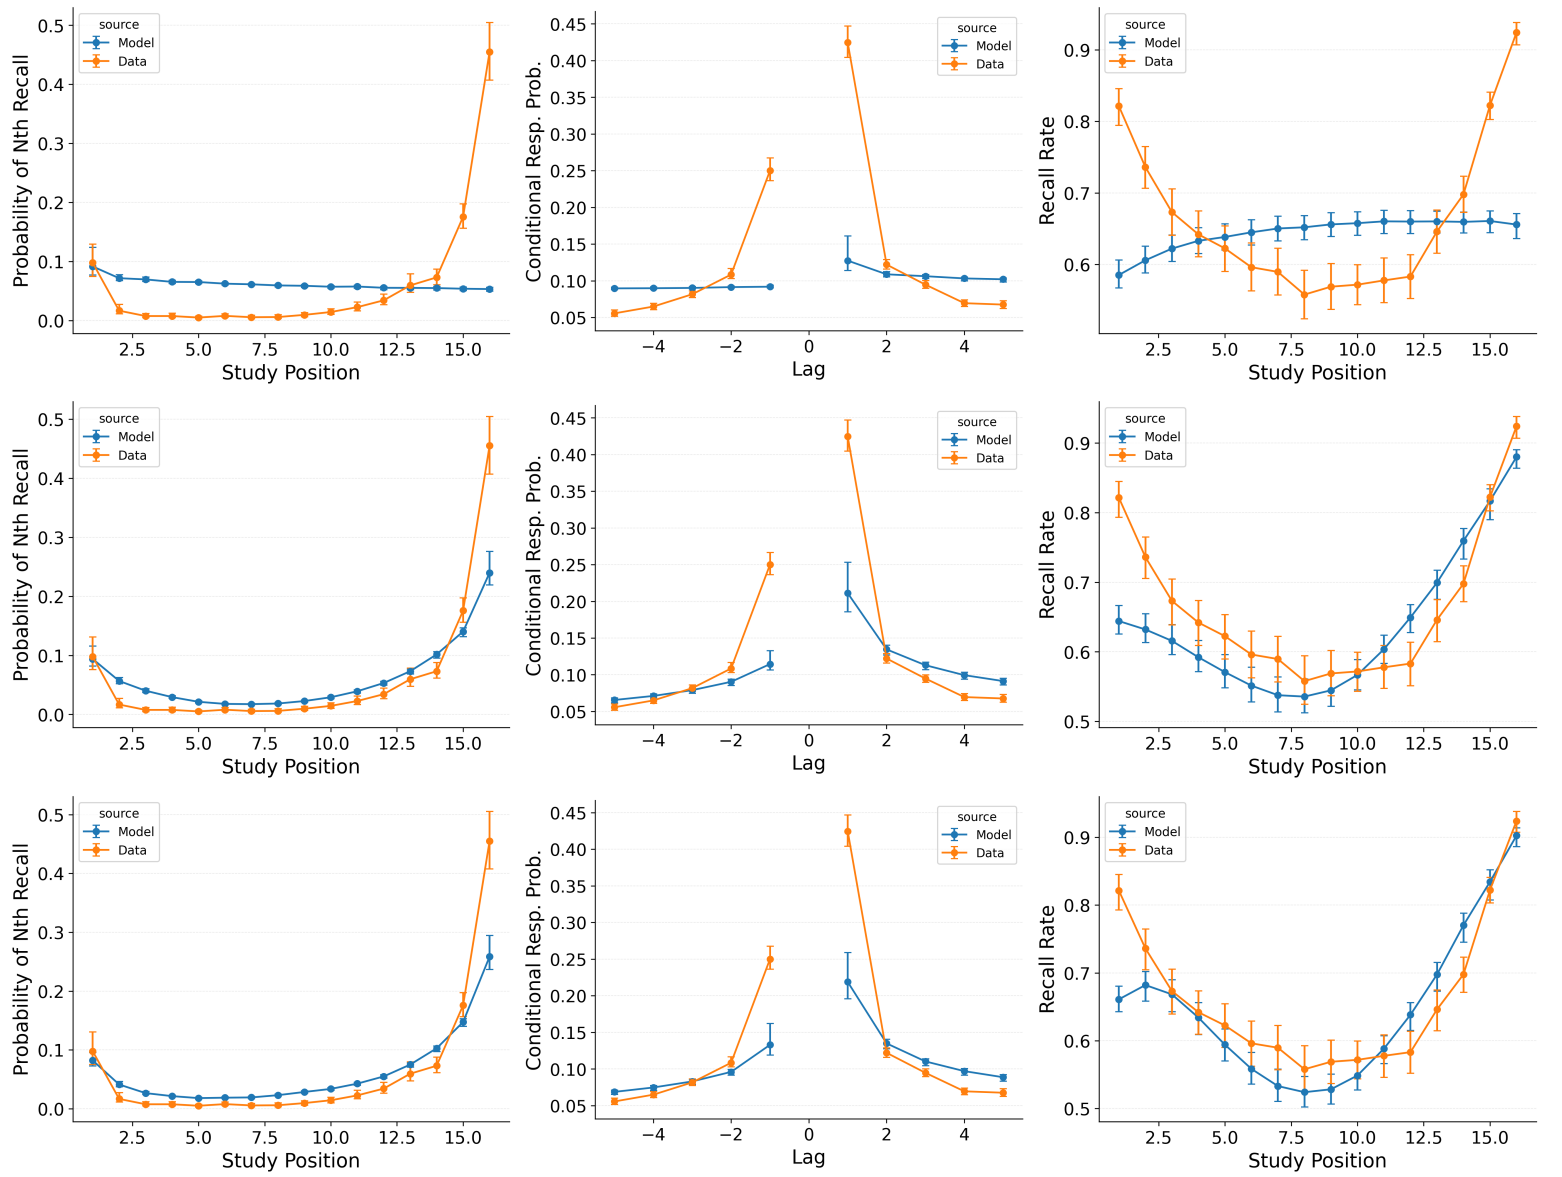 0.5
0.4
0.3
0.2
0.1
0.0
Probability of Nth Recall
source
Model
Data
2.5 5.0 7.5 10.0 12.5 15.0
Study Position
0.45
0.40
0.35
0.30
0.25
0.20
0.15
0.10
0.05
Conditional Resp. Prob.
source
Model
Data
−4 −2 0 2 4
Lag
0.9
0.8
0.7
0.6
Recall Rate
source
Model
Data
2.5 5.0 7.5 10.0 12.5 15.0
Study Position
0.5
0.4
0.3
0.2
0.1
0.0
Probability of Nth Recall
source
Model
Data
2.5 5.0 7.5 10.0 12.5 15.0
Study Position
0.45
0.40
0.35
0.30
0.25
0.20
0.15
0.10
0.05
Conditional Resp. Prob.
source
Model
Data
−4 −2 0 2 4
Lag
0.9
0.8
0.7
0.6
0.5
Recall Rate
source
Model
Data
2.5 5.0 7.5 10.0 12.5 15.0
Study Position
0.5
0.4
0.3
0.2
0.1
0.0
Probability of Nth Recall
source
Model
Data
2.5 5.0 7.5 10.0 12.5 15.0
Study Position
0.45
0.40
0.35
0.30
0.25
0.20
0.15
0.10
0.05
Conditional Resp. Prob.
source
Model
Data
−4 −2 0 2 4
Lag
0.9
0.8
0.7
0.6
0.5
Recall Rate
source
Model
Data
2.5 5.0 7.5 10.0 12.5 15.0
Study Position